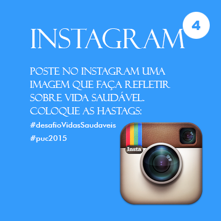 4
INSTAGRAM
POSTE NO INSTAGRAM UMA
IMAGEM QUE FAÇA REFLETIR
SOBRE VIDA SAUDÁVEL.
COLOQUE AS HASTAGS:
#desafioVidasSaudaveis
#puc2015
Insta